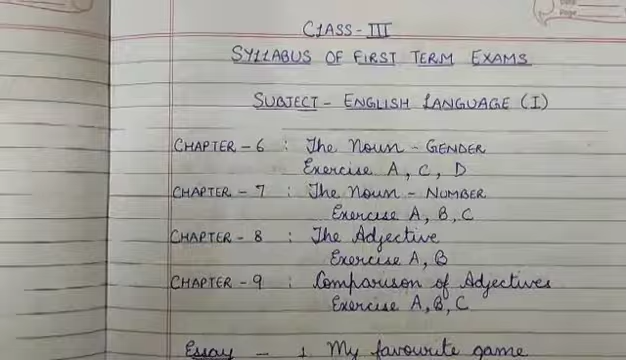 CLASS - III
SYLLABUS OF FIRST TERM EXAMS
SUBJECT - ENGLISH LANGUAGE (I)
CHAPTER - 6 : The Noun - GENDER
Exercise A, C, D
CHAPTER - 7 : The Noun - NUMBER
Exercise A, B, C
CHAPTER - 8 : The Adjective
Exercise A, B
CHAPTER - 9 : Comparison of Adjectives
Exercise A, B, C
Essay - 1 My favourite game